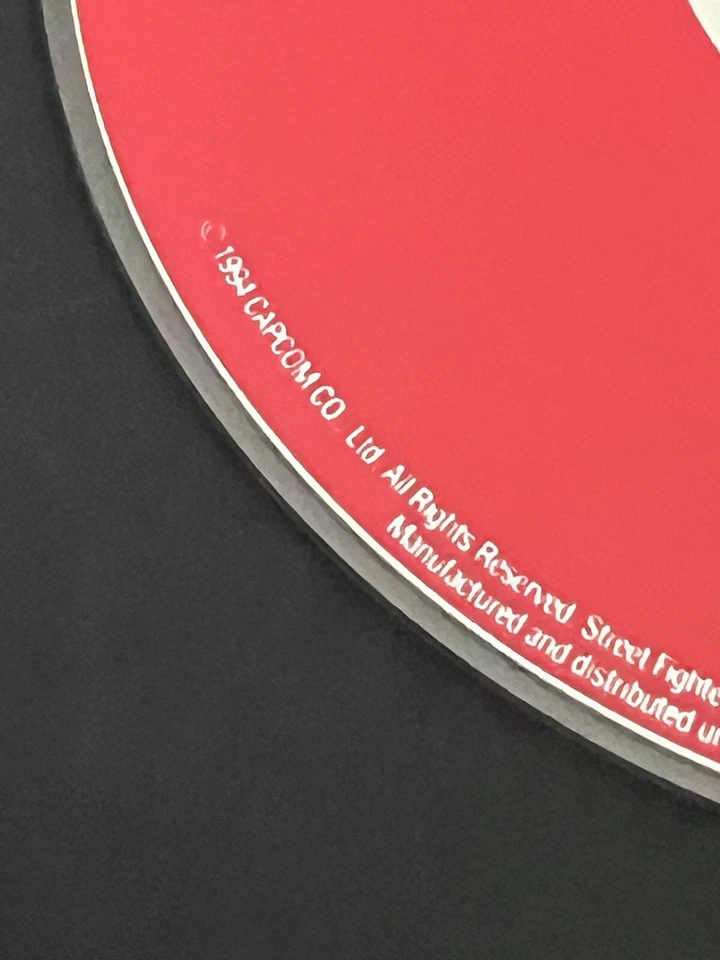 © 1994 CAPCOM CO. Ltd. All Rights Reserved. Street Fighte
Manufactured and distributed u